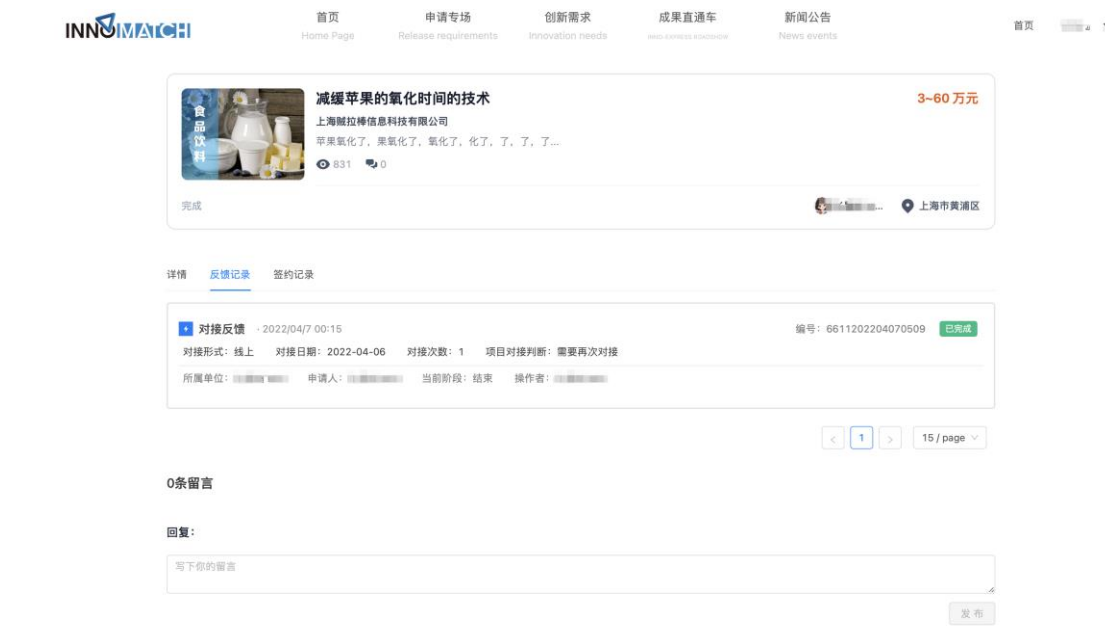 INNOMATCH
首页 申请专场 创新需求 成果直通车 新闻公告 首页
Home Page Release requirements Innovation needs INNO-EXPRESS ROADSHOW News events
食品饮料
减缓苹果的氧化时间的技术 3~60 万元
上海贼拉棒信息科技有限公司
苹果氧化了，果氧化了，氧化了，化了，了，了，了...
831 0
完成 ... 上海市黄浦区
详情 反馈记录 签约记录
对接反馈 · 2022/04/7 00:15 编号：6611202204070509 已完成
对接形式：线上 对接日期：2022-04-06 对接次数：1 项目对接判断：需要再次对接
所属单位： 申请人： 当前阶段：结束 操作者：
< 1 > 15 / page
0条留言
回复：
写下你的留言
发 布